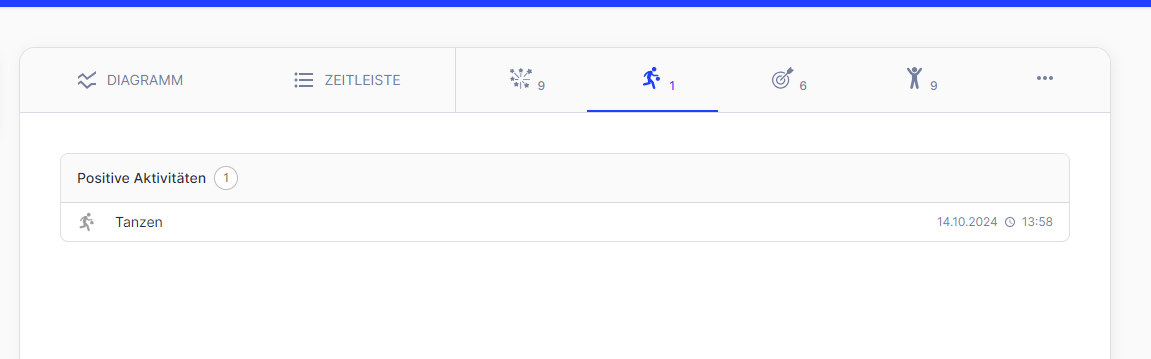 DIAGRAMM ZEITLEISTE 9 1 6 9
Positive Aktivitäten 1
Tanzen 14.10.2024 13:58